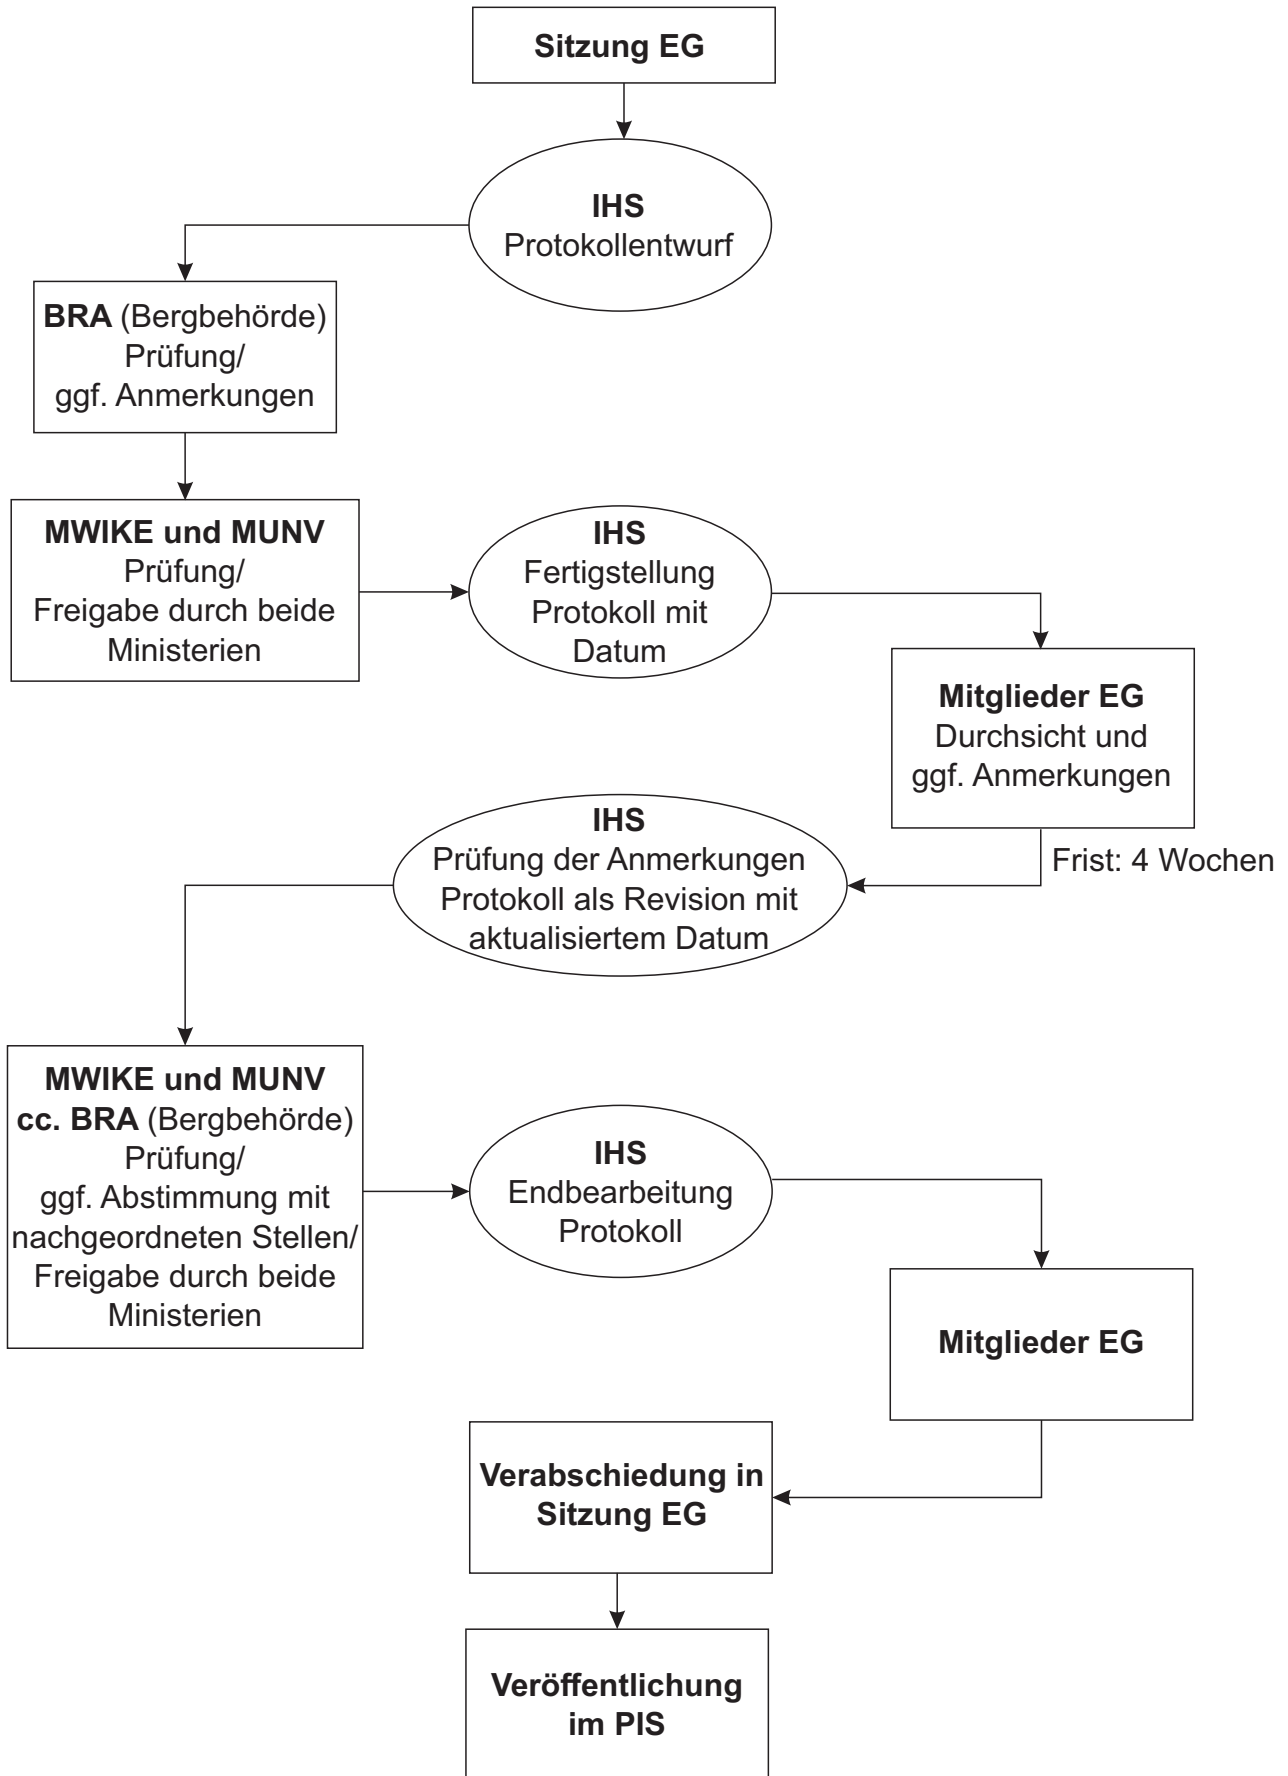 Sitzung EG
IHS
Protokollentwurf
BRA (Bergbehörde)
Prüfung/
ggf. Anmerkungen
MWIKE und MUNV
Prüfung/
Freigabe durch beide
Ministerien
IHS
Fertigstellung
Protokoll mit
Datum
Mitglieder EG
Durchsicht und
ggf. Anmerkungen
Frist: 4 Wochen
IHS
Prüfung der Anmerkungen
Protokoll als Revision mit
aktualisiertem Datum
MWIKE und MUNV
cc. BRA (Bergbehörde)
Prüfung/
ggf. Abstimmung mit
nachgeordneten Stellen/
Freigabe durch beide
Ministerien
IHS
Endbearbeitung
Protokoll
Mitglieder EG
Verabschiedung in
Sitzung EG
Veröffentlichung
im PIS